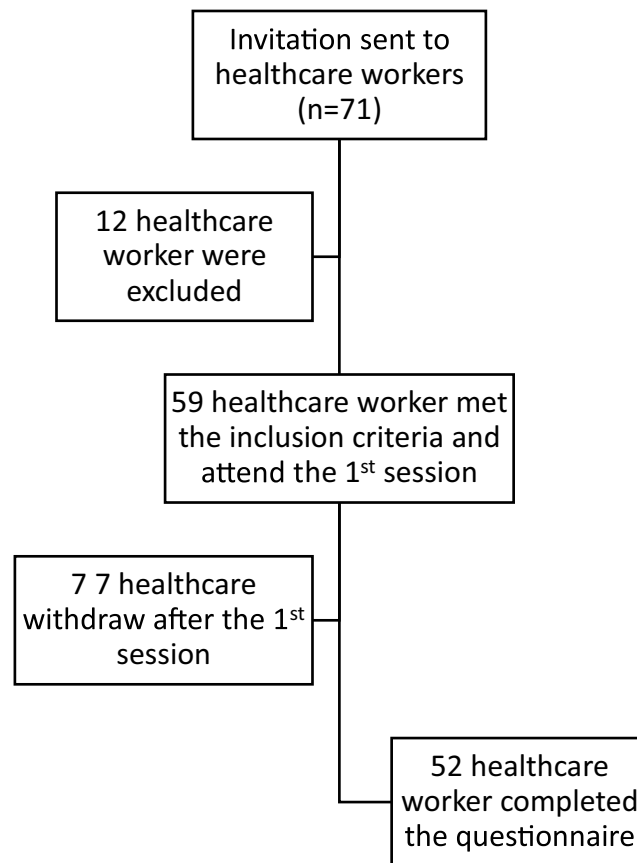 Invitation sent to
healthcare workers
(n=71)
12 healthcare
worker were
excluded
59 healthcare worker met
the inclusion criteria and
attend the 1st session
7 7 healthcare
withdraw after the 1st
session
52 healthcare
worker completed
the questionnaire